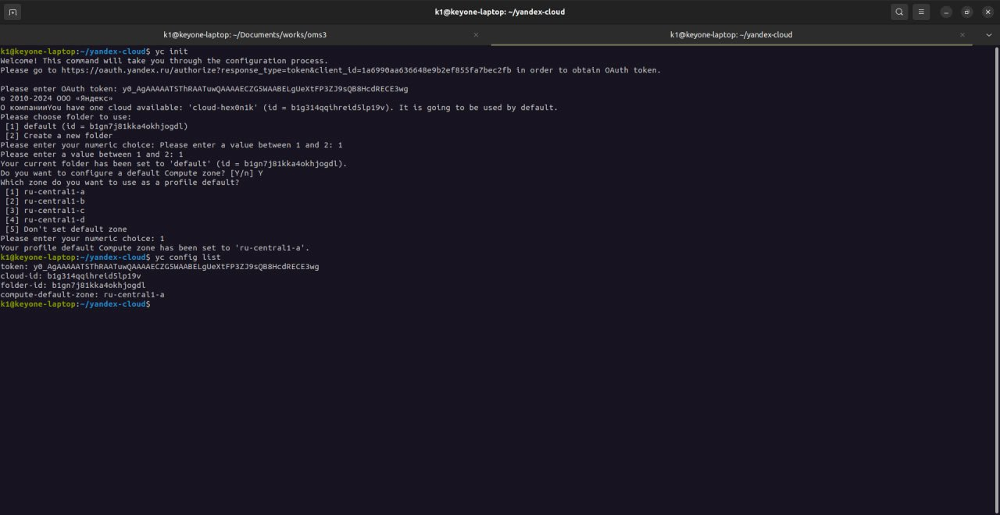 k1@keyone-laptop: ~/yandex-cloud
k1@keyone-laptop: ~/Documents/works/oms3
k1@keyone-laptop: ~/yandex-cloud
k1@keyone-laptop:~/yandex-cloud$ yc init
Welcome! This command will take you through the configuration process.
Please go to https://oauth.yandex.ru/authorize?response_type=token&client_id=1a6990aa636648e9b2ef855fa7bec2fb in order to obtain OAuth token.
Please enter OAuth token: y0_AgAAAAATSThRAATuwQAAAAECZG5WAABELgUeXtFP3ZJ9sQB8HcdRECE3wg
© 2010-2024 ООО «Яндекс»
О компанииYou have one cloud available: 'cloud-hex0n1k' (id = b1g314qqihreid5lp19v). It is going to be used by default.
Please choose folder to use:
[1] default (id = b1gn7j81kka4okhjogdl)
[2] Create a new folder
Please enter your numeric choice: Please enter a value between 1 and 2: 1
Please enter a value between 1 and 2: 1
Your current folder has been set to 'default' (id = b1gn7j81kka4okhjogdl).
Do you want to configure a default Compute zone? [Y/n] Y
Which zone do you want to use as a profile default?
[1] ru-central1-a
[2] ru-central1-b
[3] ru-central1-c
[4] ru-central1-d
[5] Don't set default zone
Please enter your numeric choice: 1
Your profile default Compute zone has been set to 'ru-central1-a'.
k1@keyone-laptop:~/yandex-cloud$ yc config list
token: y0_AgAAAAATSThRAATuwQAAAAECZG5WAABELgUeXtFP3ZJ9sQB8HcdRECE3wg
cloud-id: b1g314qqihreid5lp19v
folder-id: b1gn7j81kka4okhjogdl
compute-default-zone: ru-central1-a
k1@keyone-laptop:~/yandex-cloud$